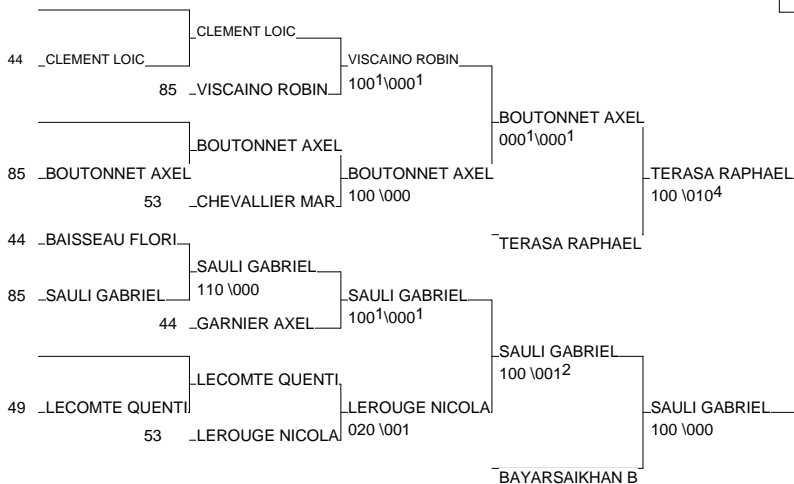 CLEMENT LOIC
44 CLEMENT LOIC
VISCAINO ROBIN
85 VISCAINO ROBIN
100¹\000¹
BOUTONNET AXEL
000¹\000¹
BOUTONNET AXEL
85 BOUTONNET AXEL
BOUTONNET AXEL
TERASA RAPHAEL
53 CHEVALLIER MAR
100 \000
100 \010⁴
44 BAISSEAU FLORI
TERASA RAPHAEL
SAULI GABRIEL
110 \000
85 SAULI GABRIEL
SAULI GABRIEL
44 GARNIER AXEL
100¹\000¹
SAULI GABRIEL
100 \001²
LECOMTE QUENTI
49 LECOMTE QUENTI
LEROUGE NICOLA
SAULI GABRIEL
53 LEROUGE NICOLA
020 \001
100 \000
BAYARSAIKHAN B